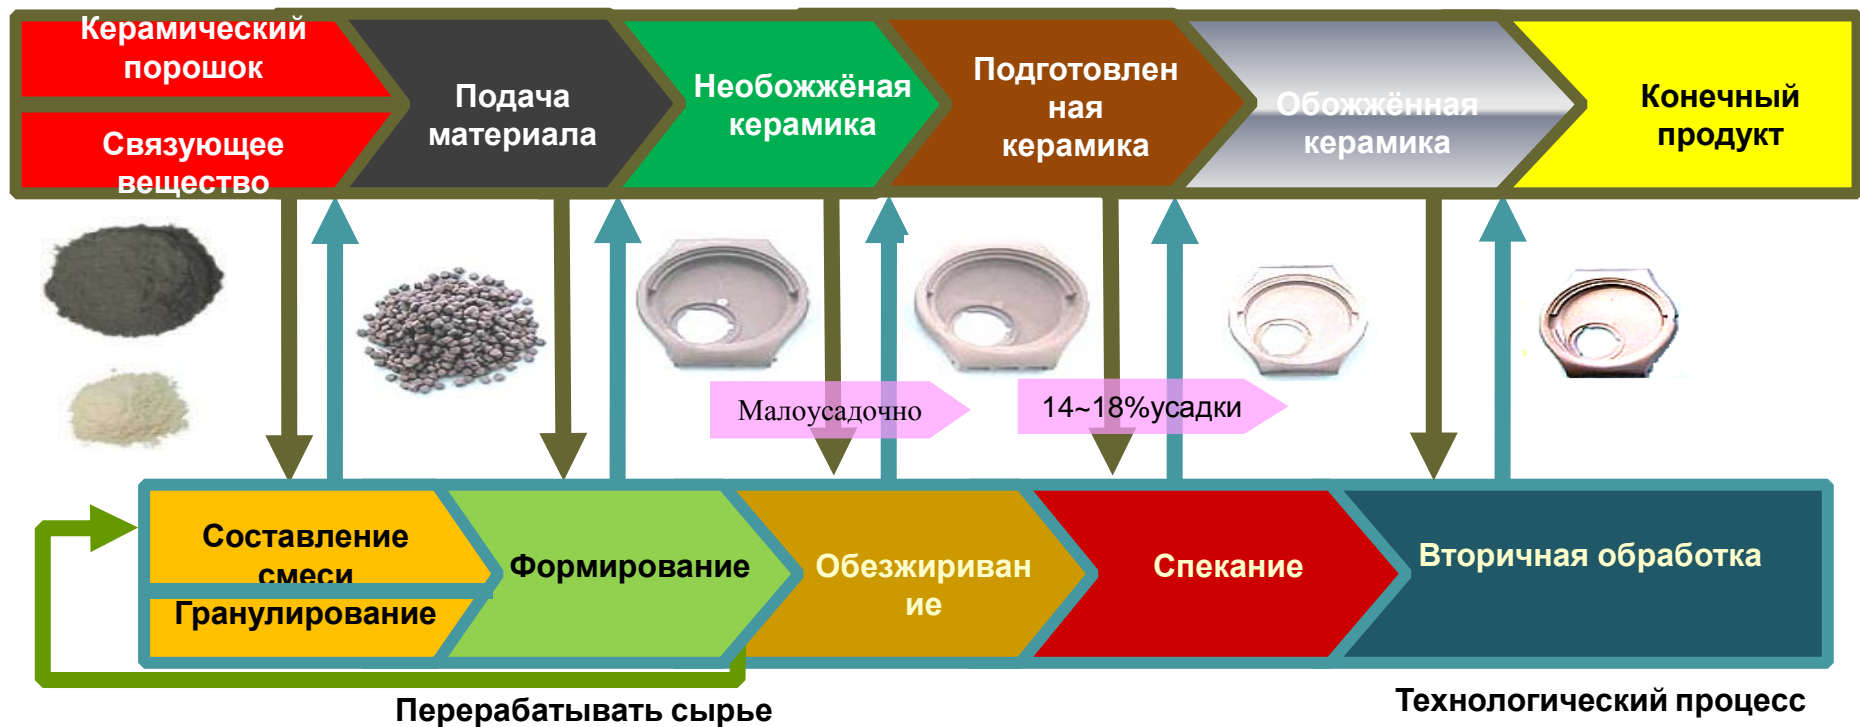 Керамический
порошок
Связующее
вещество
Подача
материала
Необожжёная
керамика
Подготовлен
ная
керамика
Обожжённая
керамика
Конечный
продукт
Малоусадочно
14~18%усадки
Составление
смеси
Гранулирование
Формирование
Обезжириван
ие
Спекание
Вторичная обработка
Перерабатывать сырье
Технологический процесс